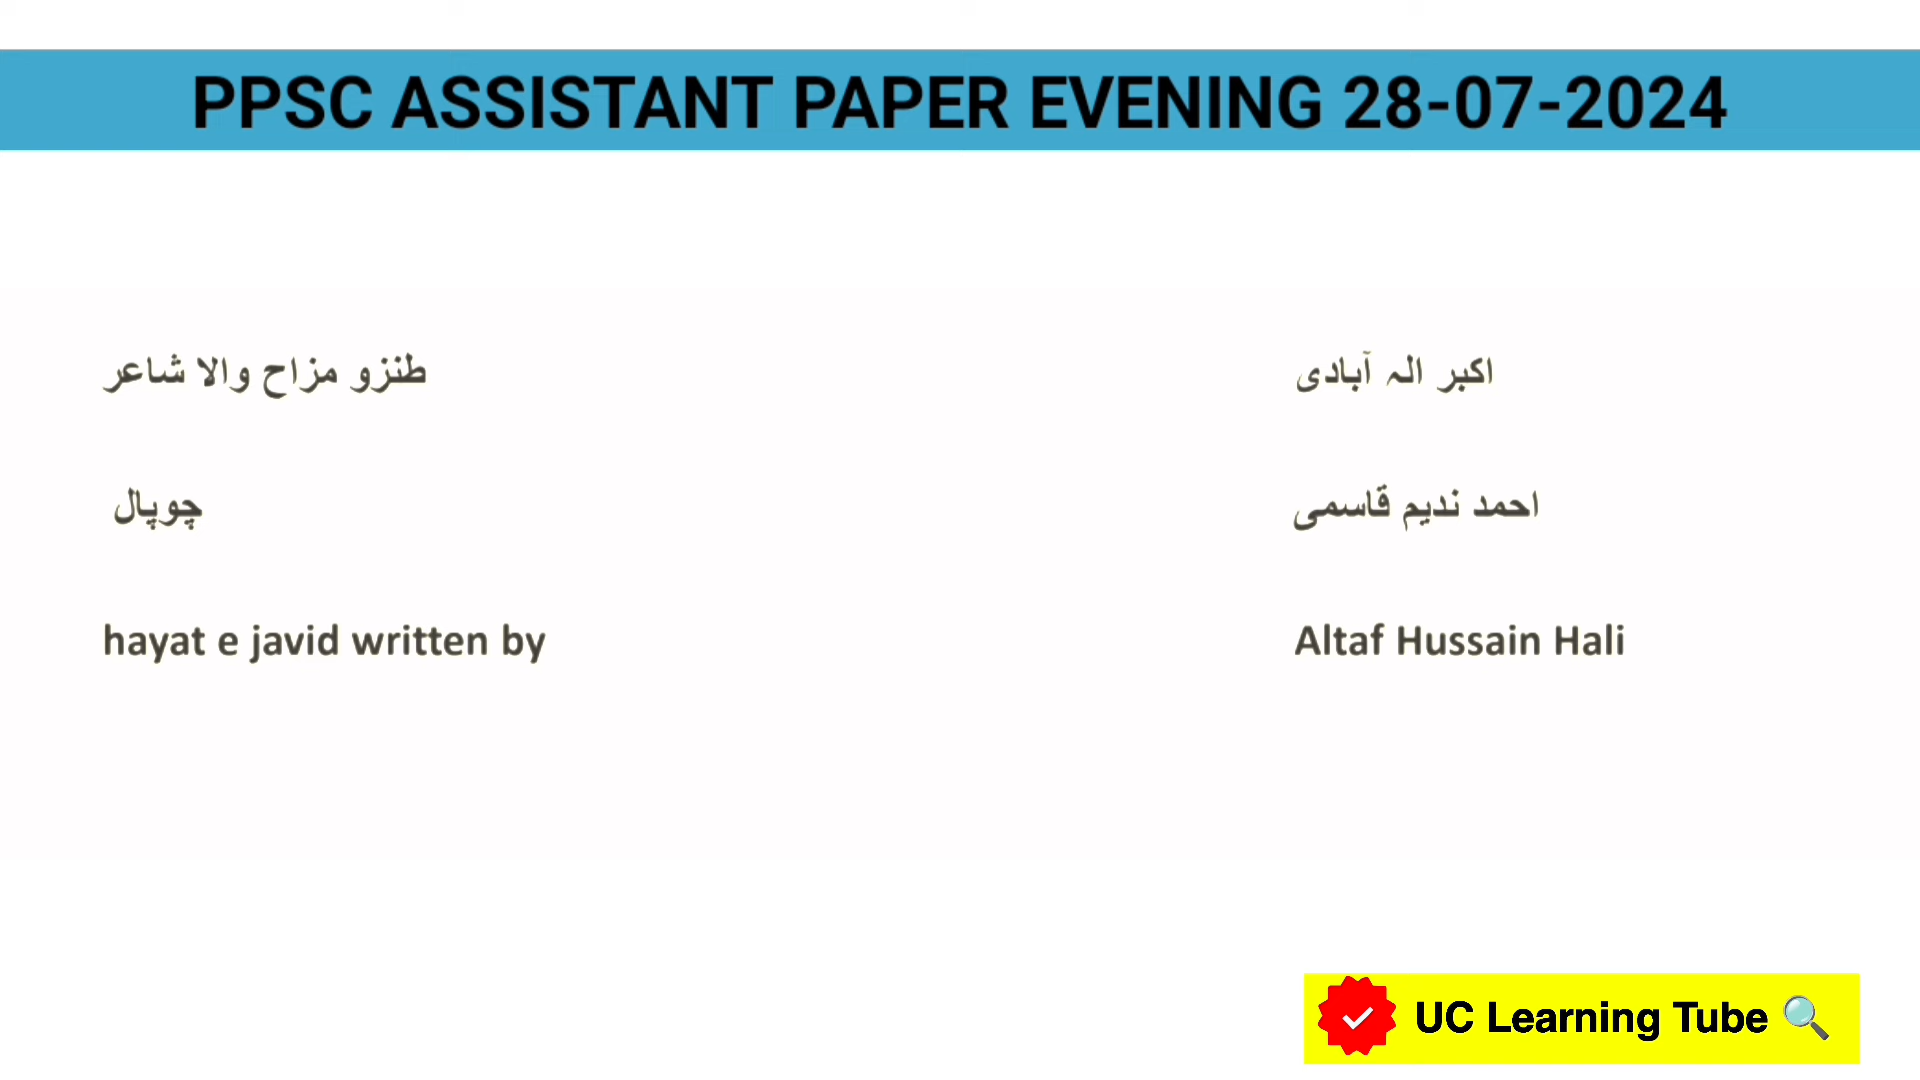 PPSC ASSISTANT PAPER EVENING 28-07-2024
طنزو مزاح والا شاعر
اکبر الہ آبادی
چوپال
احمد ندیم قاسمی
hayat e javid written by
Altaf Hussain Hali
UC Learning Tube